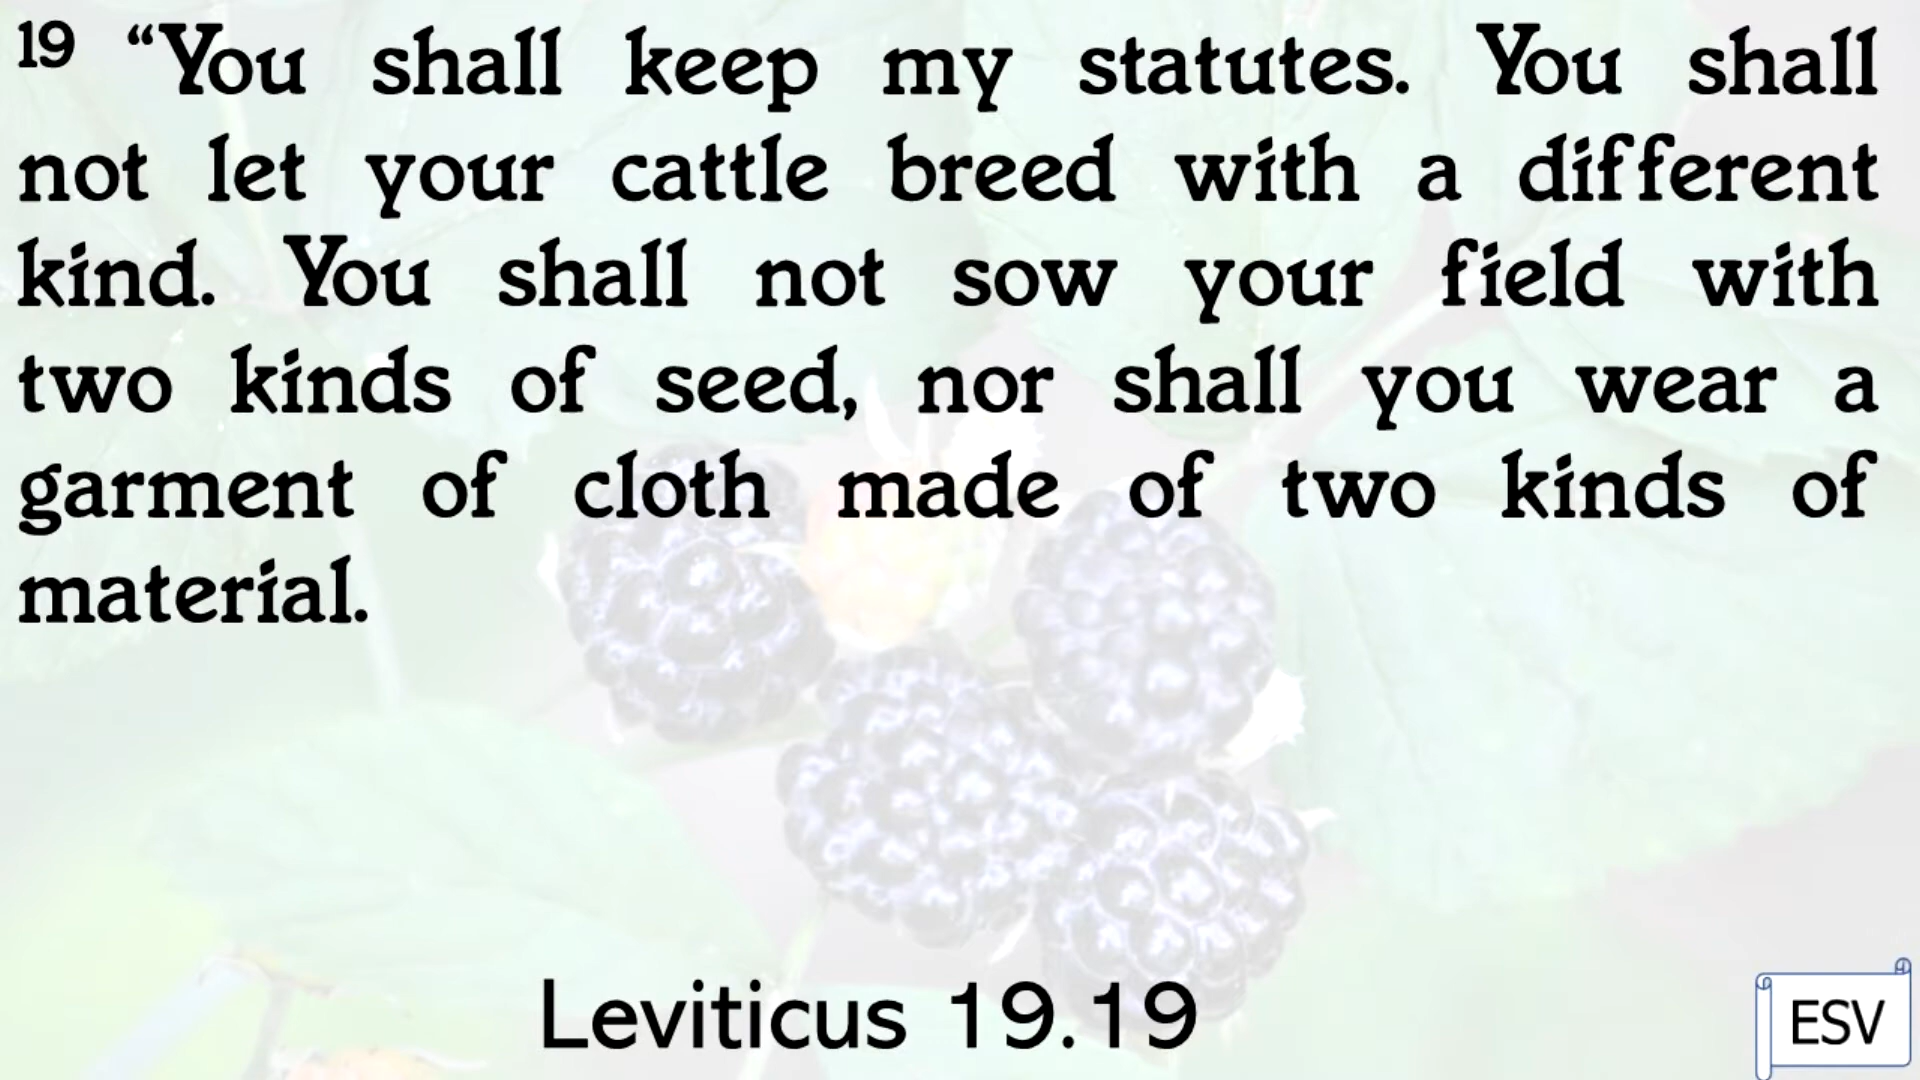 19 “You shall keep my statutes. You shall
not let your cattle breed with a different
kind. You shall not sow your field with
two kinds of seed, nor shall you wear a
garment of cloth made of two kinds of
material.
Leviticus 19.19
ESV